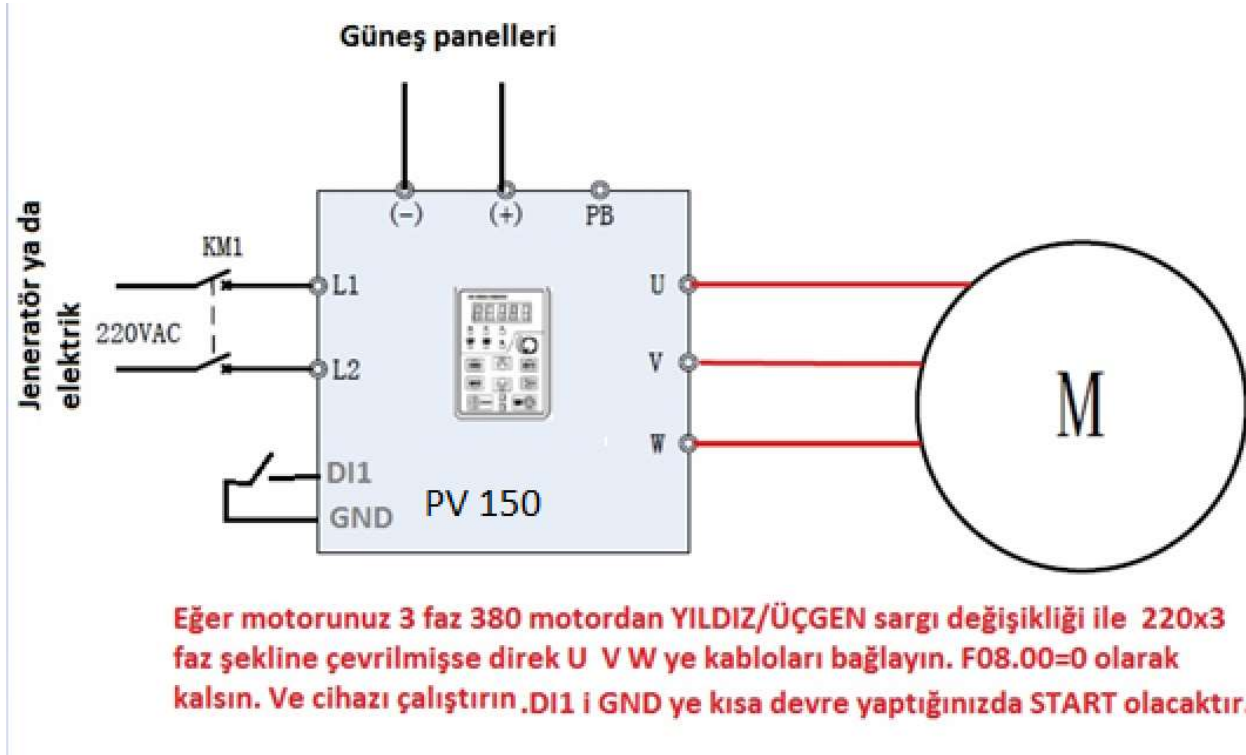 Güneş panelleri
(-) (+) PB
Jeneratör ya da
elektrik
KM1
220VAC
L1
L2
U
V
W
M
DI1
GND
PV 150
Eğer motorunuz 3 faz 380 motordan YILDIZ/ÜÇGEN sargı değişikliği ile 220x3
faz şekline çevrilmişse direk U V W ye kabloları bağlayın. F08.00=0 olarak
kalsın. Ve cihazı çalıştırın .DI1 i GND ye kısa devre yaptığınızda START olacaktır.